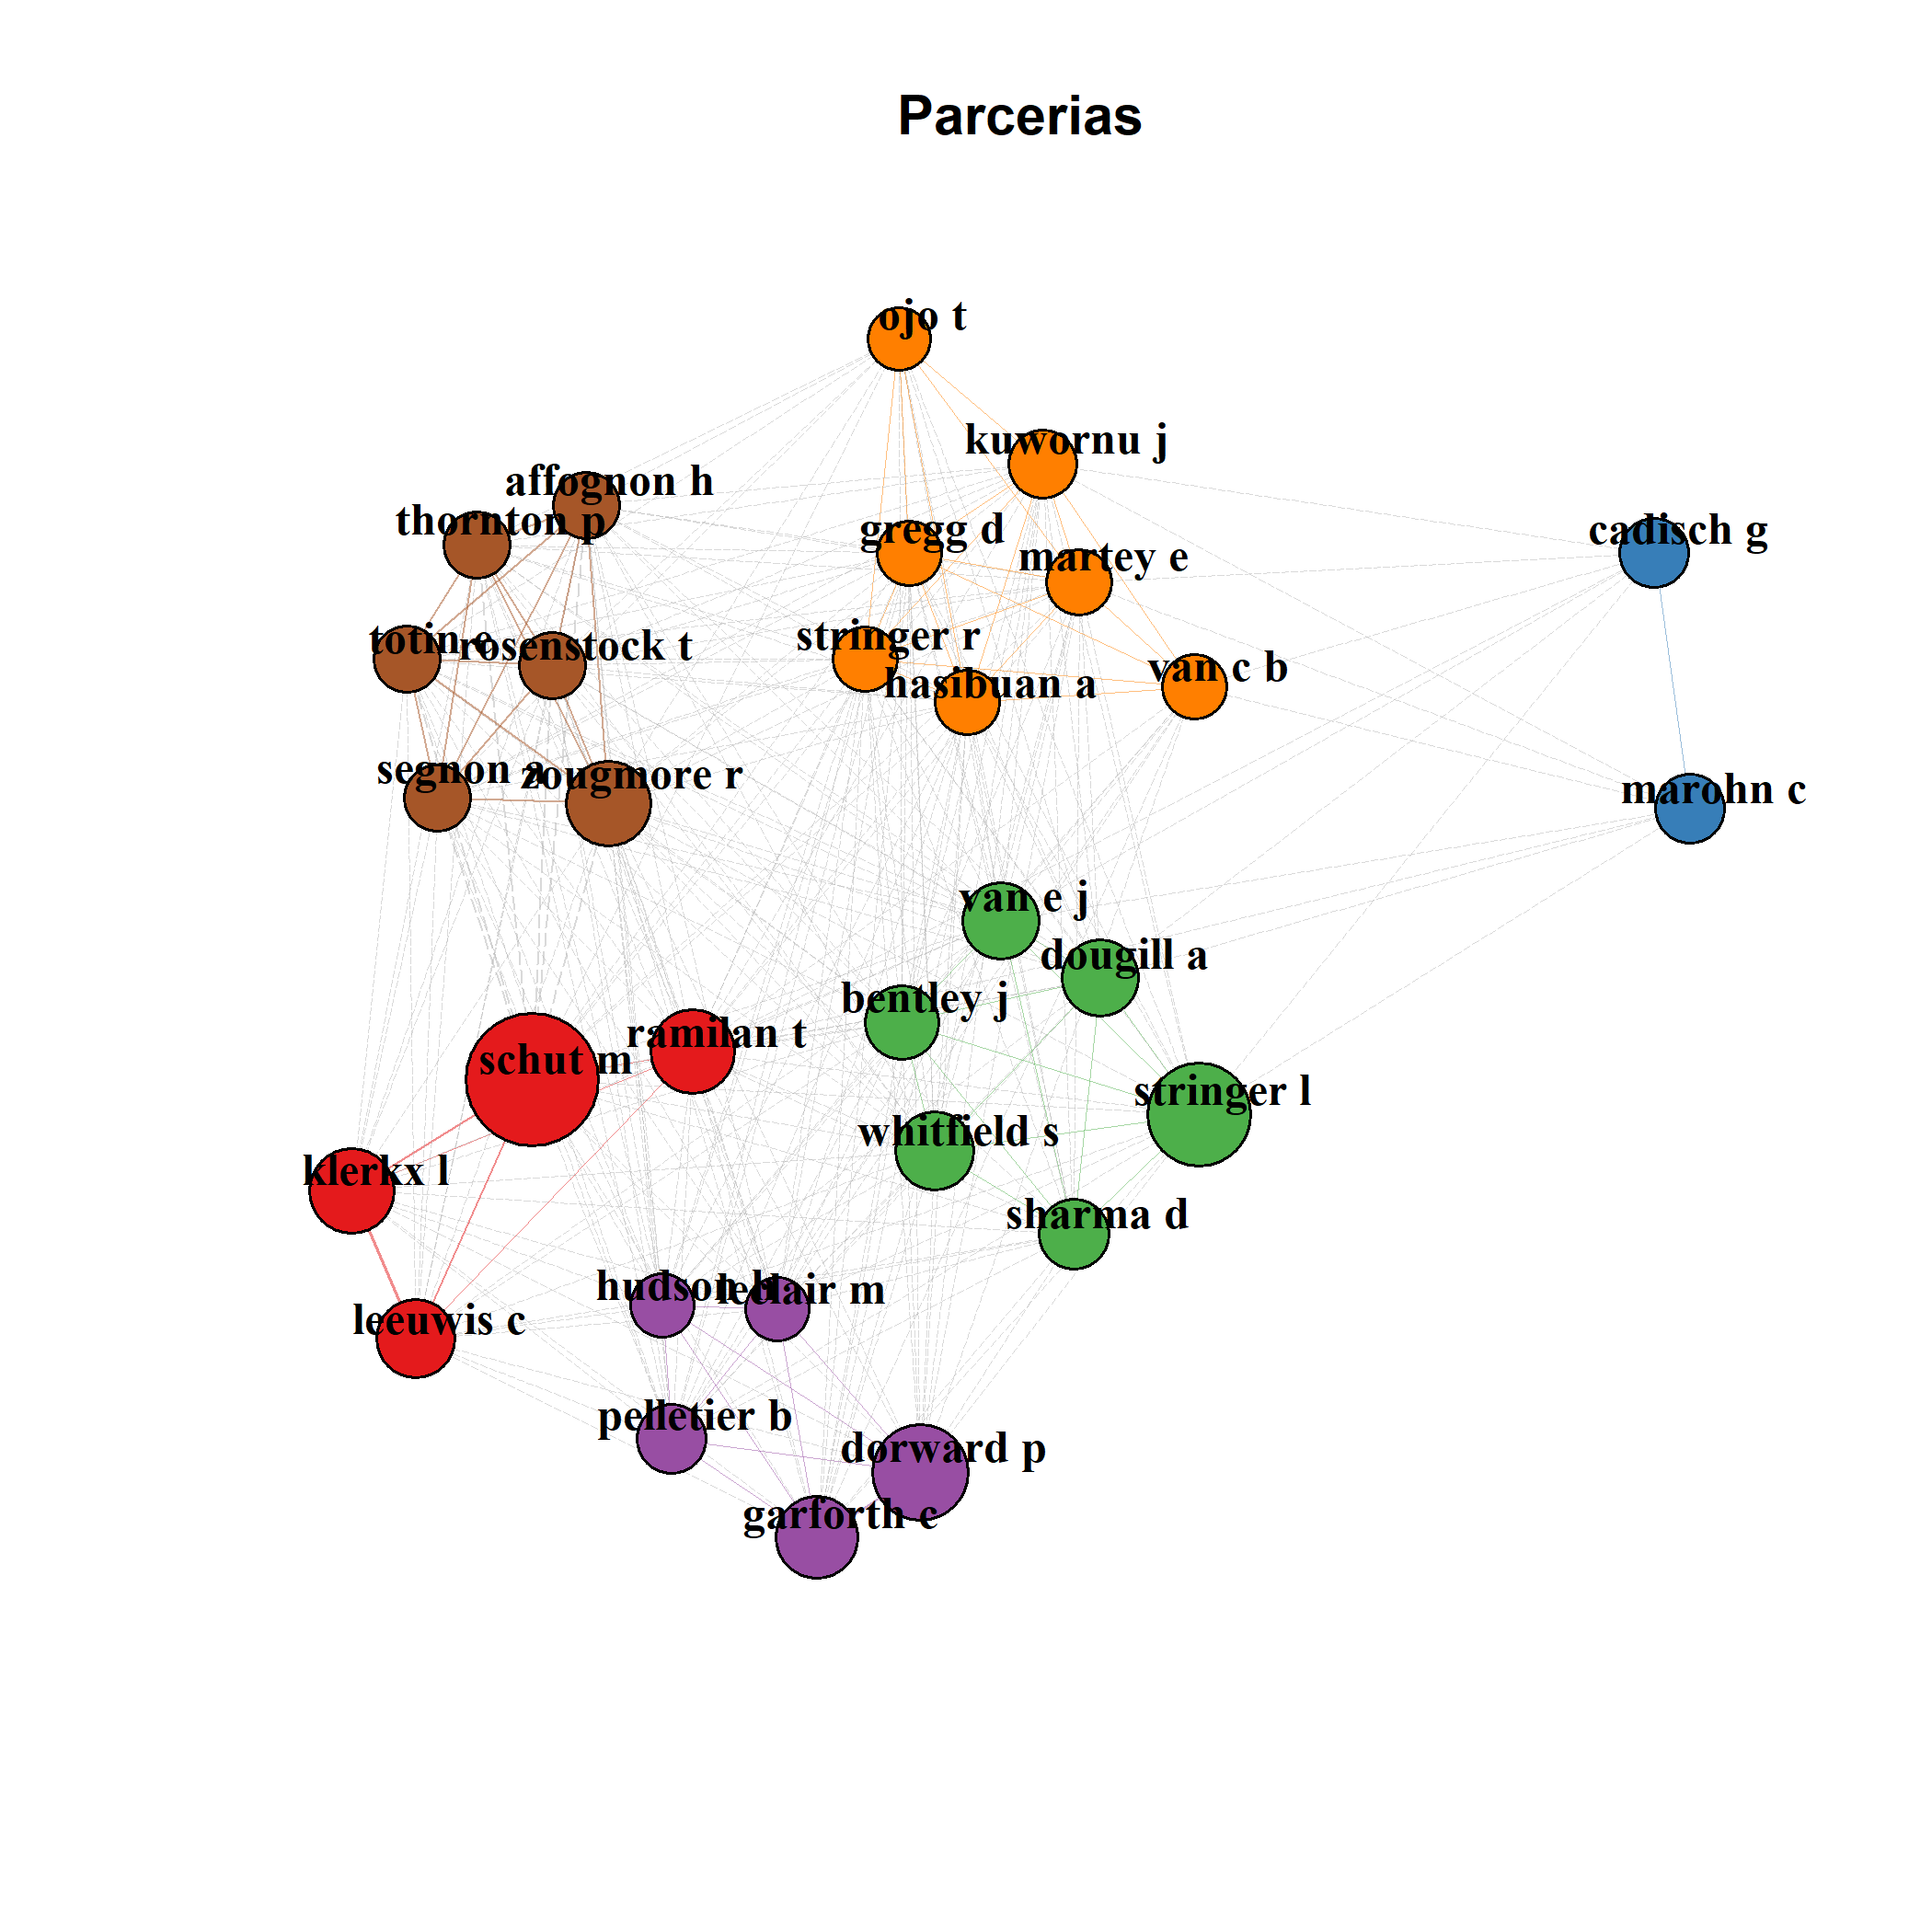 Parcerias
ojo t
kuwornu j
affognon h
thornton p
gregg d
cadisch g
martey e
stringer r
totin e
rosenstock t
van c b
hasibuan a
segnon a
zougmore r
marohn c
van e j
dougill a
bentley j
ramilan t
schut m
stringer l
whitfield s
klerkx l
sharma d
hudson h
leclair m
leeuwis c
pelletier b
dorward p
garforth c